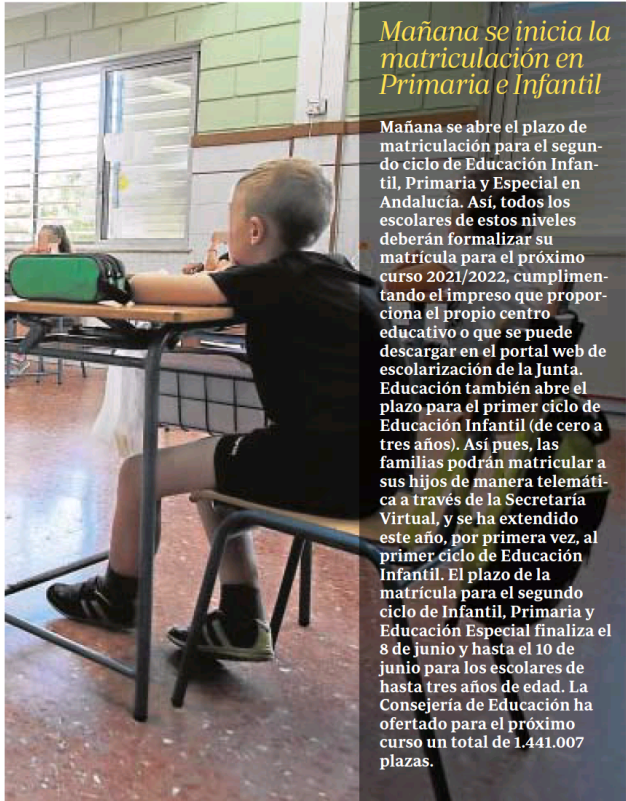 Mañana se inicia la
matriculación en
Primaria e Infantil
Mañana se abre el plazo de
matriculación para el segun-
do ciclo de Educación Infan-
til, Primaria y Especial en
Andalucía. Así, todos los
escolares de estos niveles
deberán formalizar su
matrícula para el próximo
curso 2021/2022, cumplimen-
tando el impreso que propor-
ciona el propio centro
educativo o que se puede
descargar en el portal web de
escolarización de la Junta.
Educación también abre el
plazo para el primer ciclo de
Educación Infantil (de cero a
tres años). Así pues, las
familias podrán matricular a
sus hijos de manera telemáti-
ca a través de la Secretaría
Virtual, y se ha extendido
este año, por primera vez, al
primer ciclo de Educación
Infantil. El plazo de la
matrícula para el segundo
ciclo de Infantil, Primaria y
Educación Especial finaliza el
8 de junio y hasta el 10 de
junio para los escolares de
hasta tres años de edad. La
Consejería de Educación ha
ofertado para el próximo
curso un total de 1.441.007
plazas.